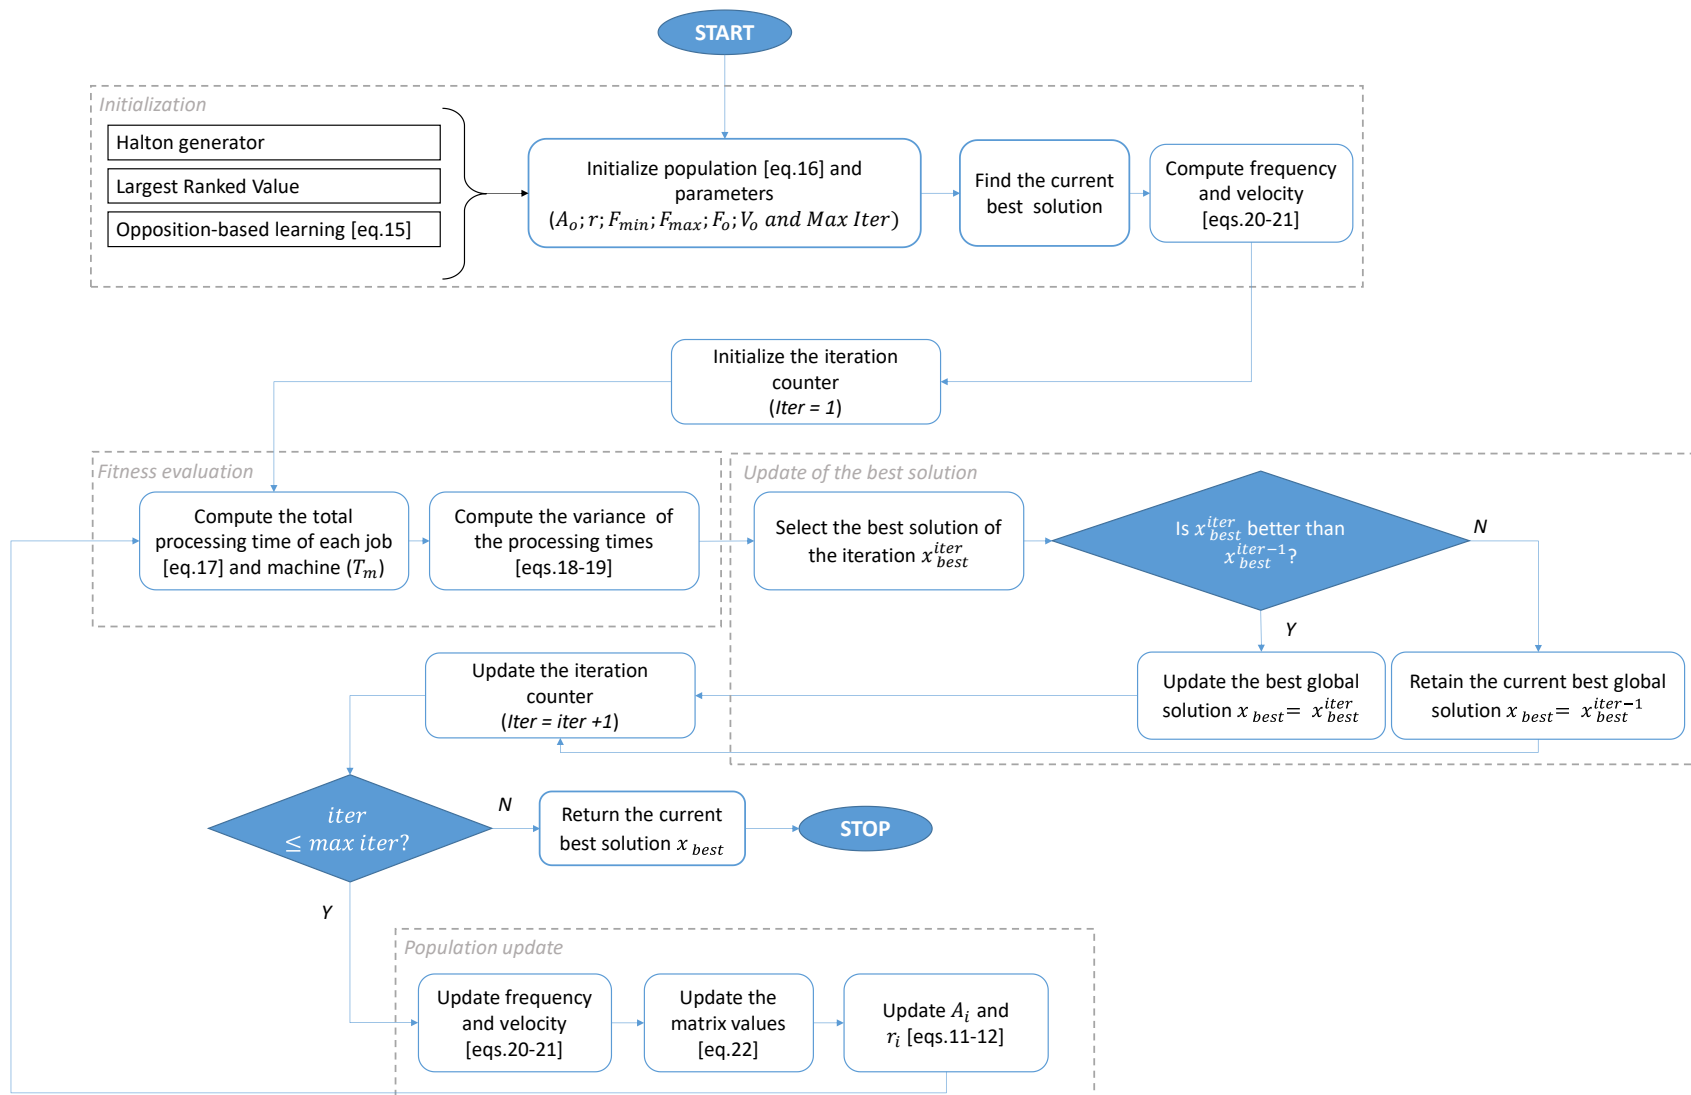 START
Initialization
Halton generator
Largest Ranked Value
Opposition-based learning [eq.15]
Initialize population [eq.16] and
parameters
(A_o; r; F_min; F_max; F_o; V_o and Max Iter)
Find the current
best solution
Compute frequency
and velocity
[eqs.20-21]
Initialize the iteration
counter
(Iter = 1)
Fitness evaluation
Compute the total
processing time of each job
[eq.17] and machine (T_m)
Compute the variance of
the processing times
[eqs.18-19]
Update of the best solution
Select the best solution of
the iteration x_best^iter
Is x_best^iter better than
x_best^iter−1?
N
Y
Update the best global
solution x_best = x_best^iter
Retain the current best global
solution x_best = x_best^iter−1
Update the iteration
counter
(Iter = iter +1)
iter
≤ max iter?
N
Return the current
best solution x_best
STOP
Y
Population update
Update frequency
and velocity
[eqs.20-21]
Update the
matrix values
[eq.22]
Update A_i and
r_i [eqs.11-12]